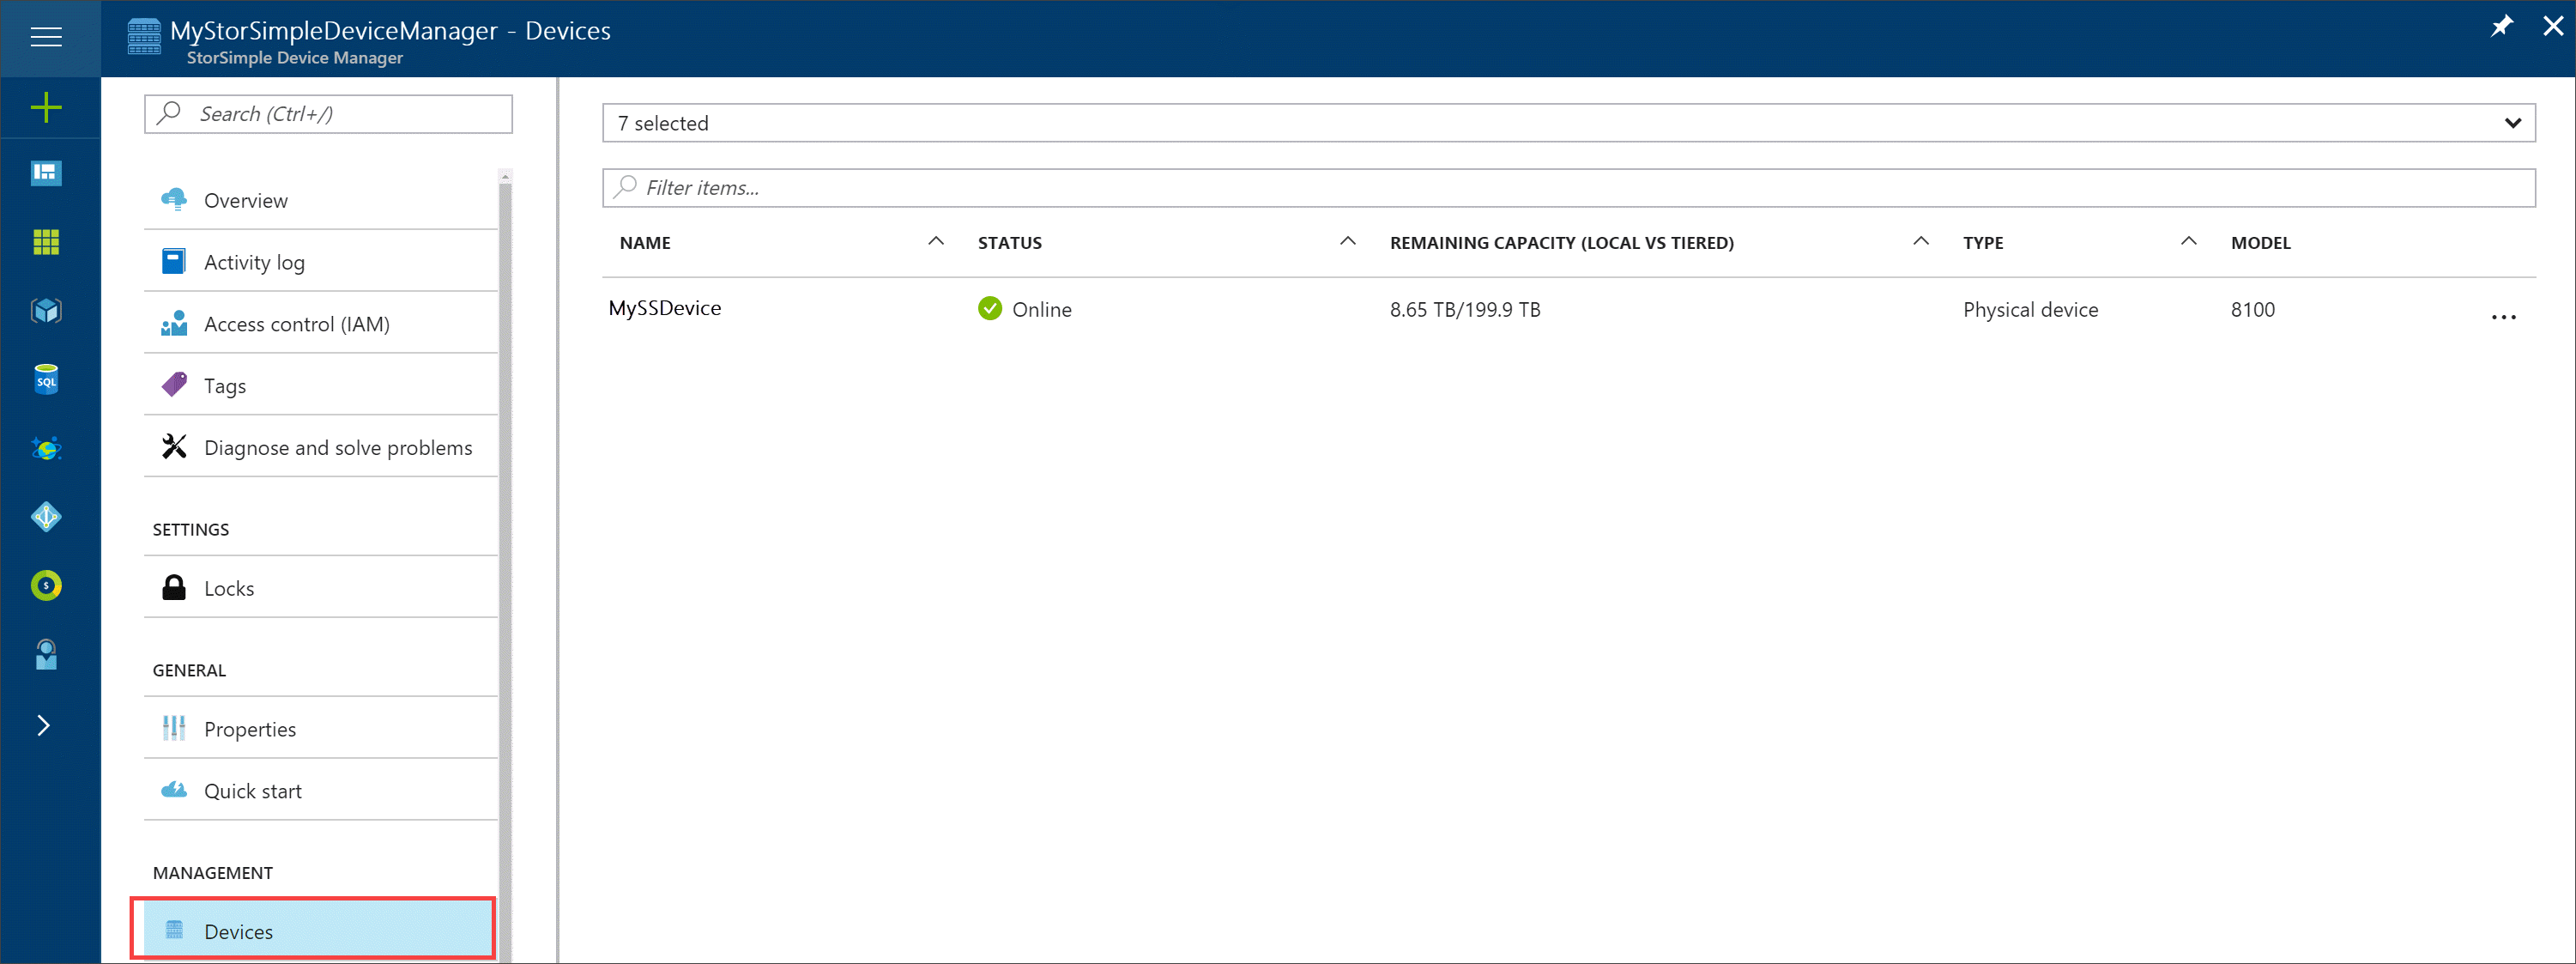 MyStorSimpleDeviceManager - Devices
StorSimple Device Manager
Search (Ctrl+/)
Overview
Activity log
Access control (IAM)
Tags
Diagnose and solve problems
SETTINGS
Locks
GENERAL
Properties
Quick start
MANAGEMENT
Devices
7 selected
Filter items...
NAME STATUS REMAINING CAPACITY (LOCAL VS TIERED) TYPE MODEL
MySSDevice Online 8.65 TB/199.9 TB Physical device 8100 ...
SQL
$